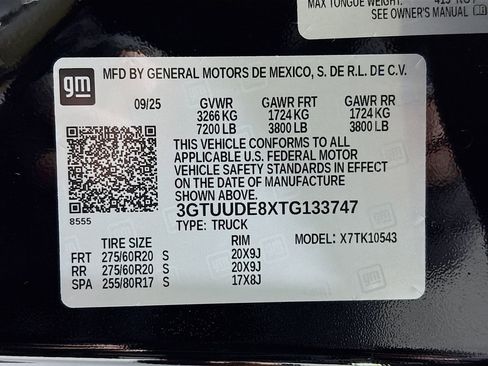 MAX TONGUE WEIGHT:
SEE OWNER'S MANUAL
gm
MFD BY GENERAL MOTORS DE MEXICO, S. DE R.L. DE C.V.
09/25 GVWR GAWR FRT GAWR RR
3266 KG 1724 KG 1724 KG
7200 LB 3800 LB 3800 LB
THIS VEHICLE CONFORMS TO ALL
APPLICABLE U.S. FEDERAL MOTOR
VEHICLE SAFETY STANDARDS IN EFFECT
ON THE DATE OF MANUFACTURE
SHOWN ABOVE.
8555
3GTUUDE8XTG133747
TYPE: TRUCK MODEL: X7TK10543
TIRE SIZE RIM
FRT 275/60R20 S 20X9J
RR 275/60R20 S 20X9J
SPA 255/80R17 S 17X8J